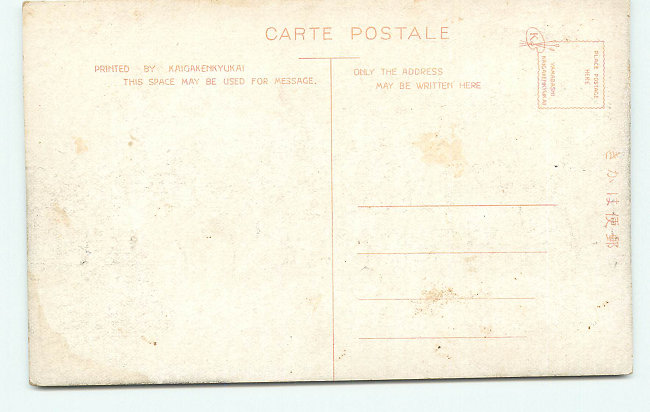 CARTE POSTALE
PRINTED BY KAIGAKENKYUKAI
THIS SPACE MAY BE USED FOR MESSAGE.
ONLY THE ADDRESS
MAY BE WRITTEN HERE
PLACE POSTAGE
HERE
KAIGAKENKYUKAI
きかは便郵